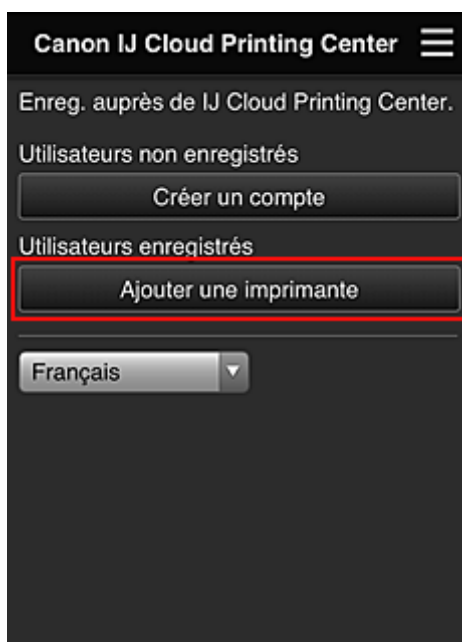 Canon IJ Cloud Printing Center
Enreg. auprès de IJ Cloud Printing Center.
Utilisateurs non enregistrés
Créer un compte
Utilisateurs enregistrés
Ajouter une imprimante
Français